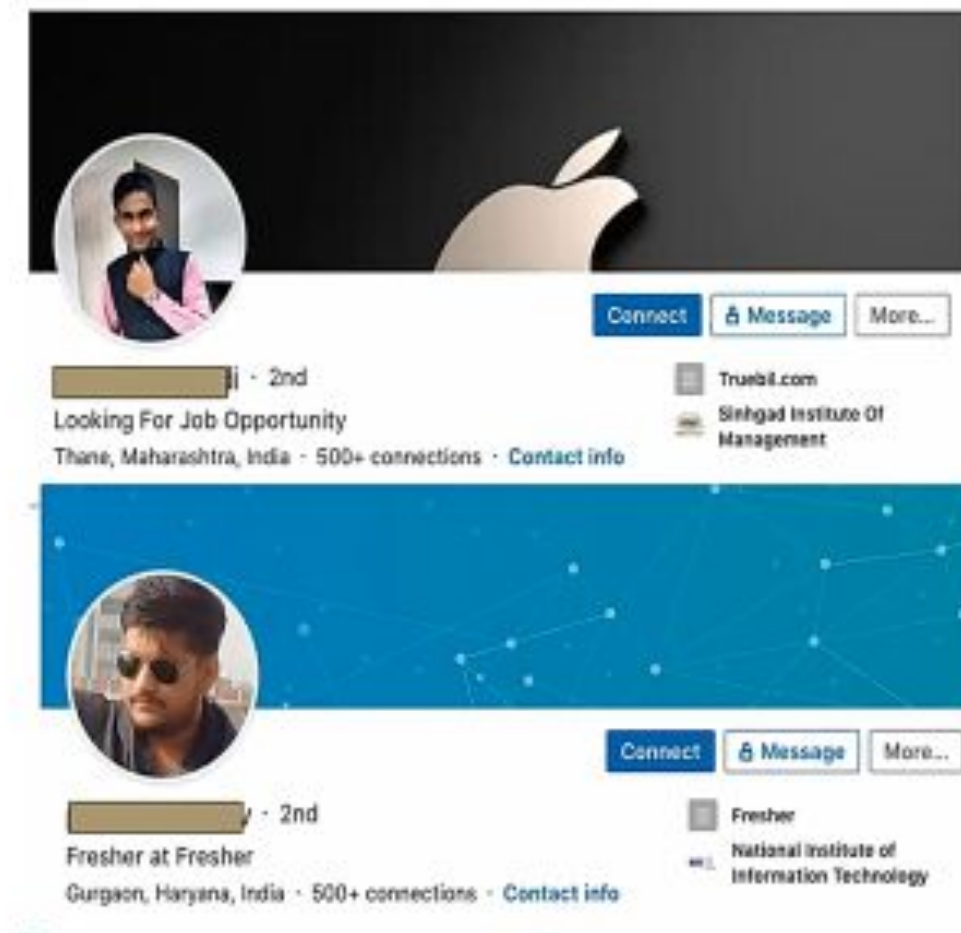 Connect
Message
More...
· 2nd
Truebil.com
Looking For Job Opportunity
Sinhgad Institute Of
Management
Thane, Maharashtra, India · 500+ connections · Contact info
Connect
Message
More...
· 2nd
Fresher
Fresher at Fresher
National Institute of
Information Technology
Gurgaon, Haryana, India · 500+ connections · Contact info